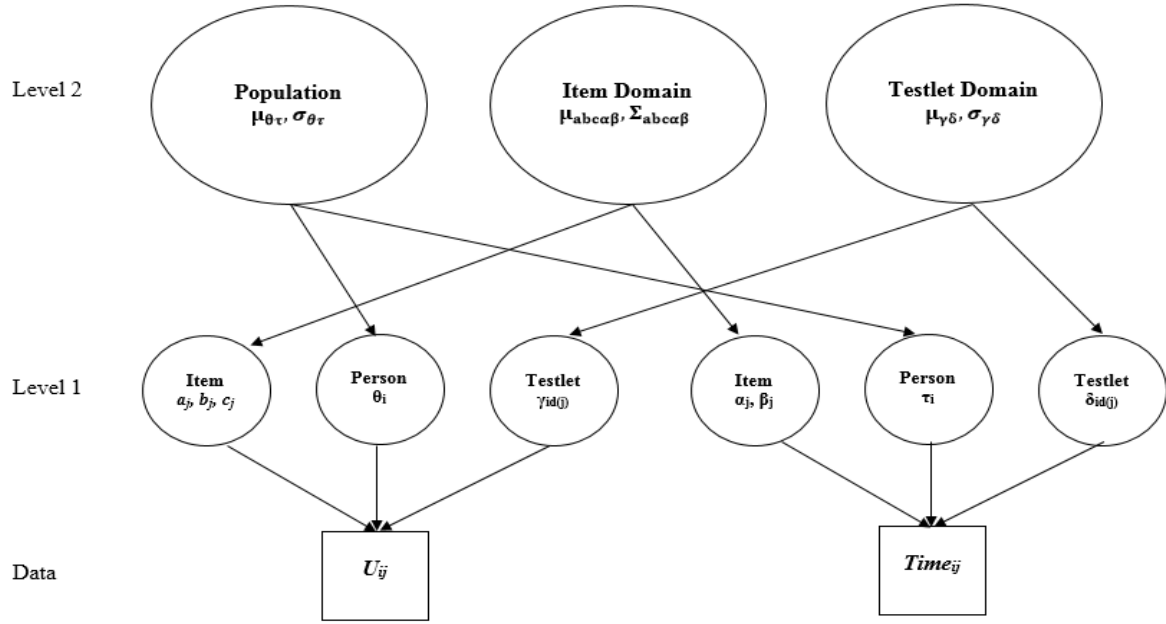 Level 2
Population
μθτ, σθτ
Item Domain
μabcαβ, Σabcαβ
Testlet Domain
μγδ, σγδ
Level 1
Item
aj, bj, cj
Person
θi
Testlet
γid(j)
Item
αj, βj
Person
τi
Testlet
δid(j)
Data
Uij
Timeij